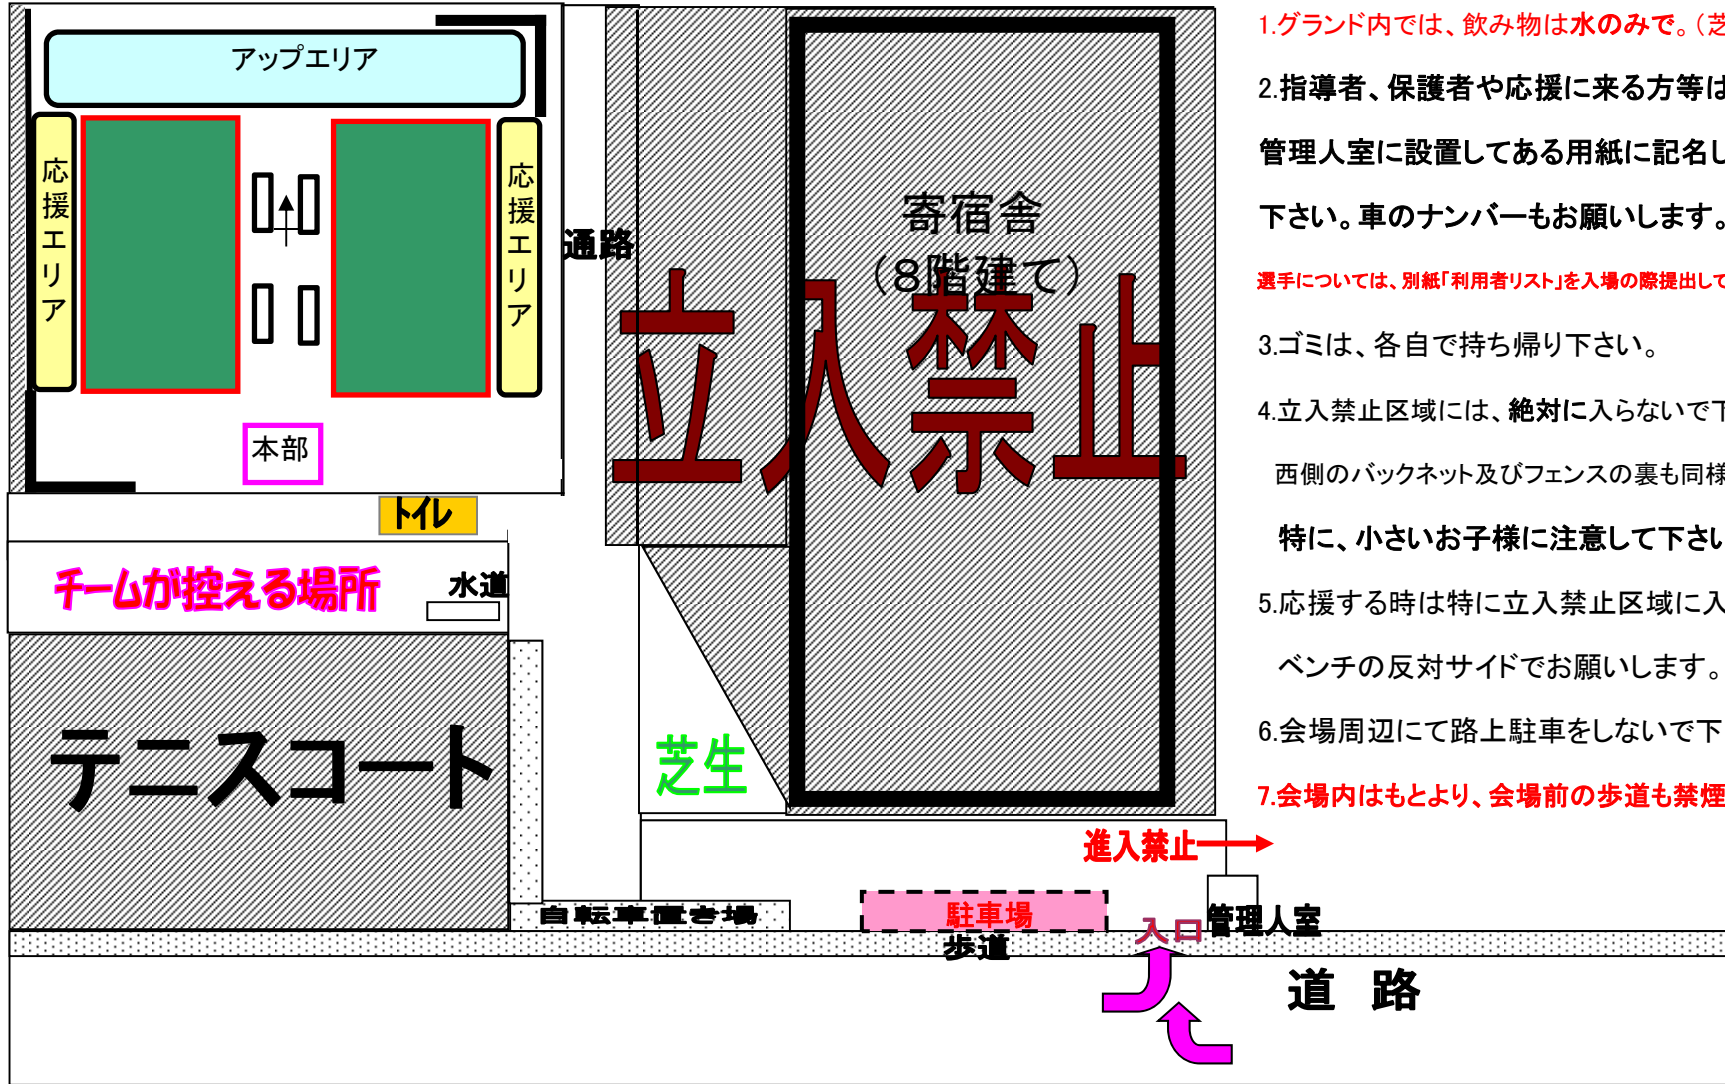 アップエリア
応援エリア
応援エリア
本部
トイレ
チームが控える場所
水道
テニスコート
通路
寄宿舎
(8階建て)
立入禁止
芝生
進入禁止
自転車置き場
駐車場
歩道
入口
管理人室
道 路
1.グランド内では、飲み物は水のみで。(芝
2.指導者、保護者や応援に来る方等は
管理人室に設置してある用紙に記名し
下さい。車のナンバーもお願いします。
選手については、別紙「利用者リスト」を入場の際提出して
3.ゴミは、各自で持ち帰り下さい。
4.立入禁止区域には、絶対に入らないで下
西側のバックネット及びフェンスの裏も同様
特に、小さいお子様に注意して下さい
5.応援する時は特に立入禁止区域に入
ベンチの反対サイドでお願いします。
6.会場周辺にて路上駐車をしないで下
7.会場内はもとより、会場前の歩道も禁煙